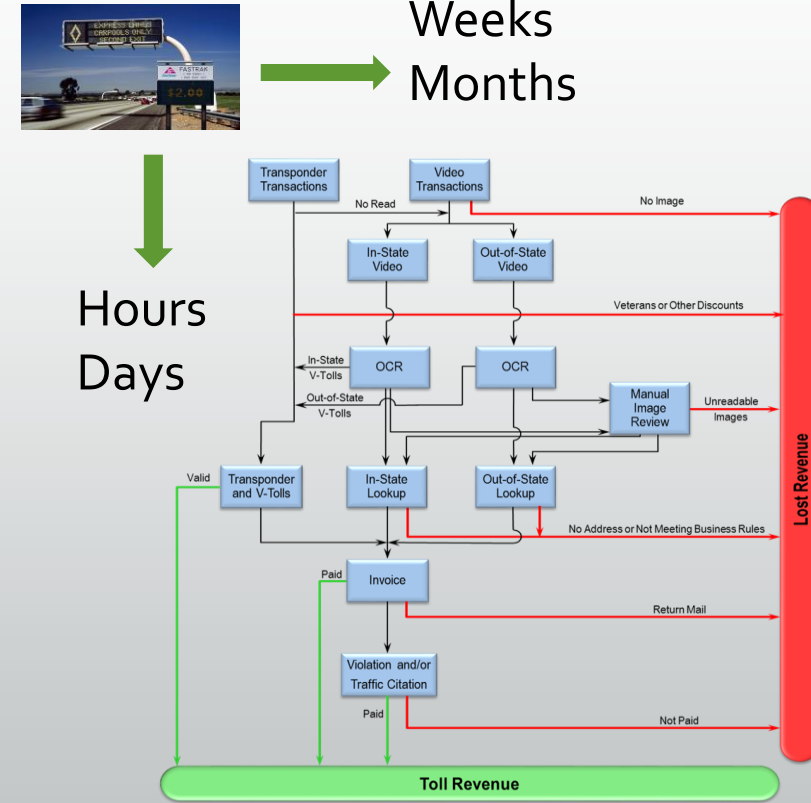 EXPRESS LANES
CARPOOLS ONLY
SECOND EXIT
FASTRAK
$2.00
Weeks
Months
Hours
Days
Transponder
Transactions
Video
Transactions
No Read
No Image
In-State
Video
Out-of-State
Video
Veterans or Other Discounts
In-State
V-Tolls
OCR
OCR
Out-of-State
V-Tolls
Manual
Image
Review
Unreadable
Images
Lost Revenue
Valid
Transponder
and V-Tolls
In-State
Lookup
Out-of-State
Lookup
No Address or Not Meeting Business Rules
Paid
Invoice
Return Mail
Violation and/or
Traffic Citation
Paid
Not Paid
Toll Revenue